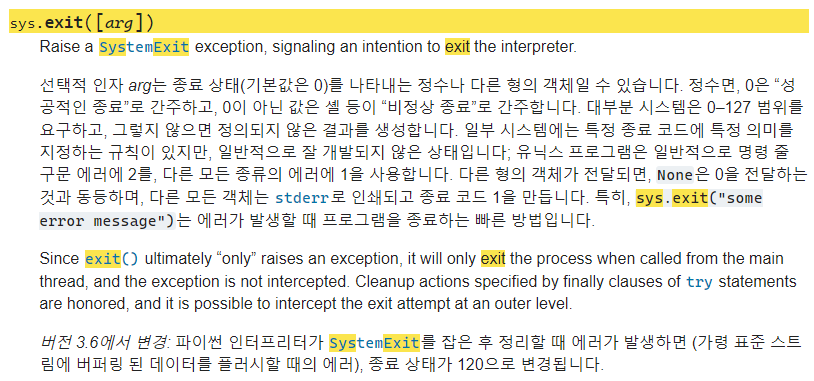 sys.exit([arg])
Raise a SystemExit exception, signaling an intention to exit the interpreter.
선택적 인자 arg는 종료 상태(기본값은 0)를 나타내는 정수나 다른 형의 객체일 수 있습니다. 정수면, 0은 “성
공적인 종료”로 간주하고, 0이 아닌 값은 셸 등이 “비정상 종료”로 간주합니다. 대부분 시스템은 0–127 범위를
요구하고, 그렇지 않으면 정의되지 않은 결과를 생성합니다. 일부 시스템에는 특정 종료 코드에 특정 의미를
지정하는 규칙이 있지만, 일반적으로 잘 개발되지 않은 상태입니다; 유닉스 프로그램은 일반적으로 명령 줄
구문 에러에 2를, 다른 모든 종류의 에러에 1을 사용합니다. 다른 형의 객체가 전달되면, None은 0을 전달하는
것과 동등하며, 다른 모든 객체는 stderr로 인쇄되고 종료 코드 1을 만듭니다. 특히, sys.exit("some
error message")는 에러가 발생할 때 프로그램을 종료하는 빠른 방법입니다.
Since exit() ultimately “only” raises an exception, it will only exit the process when called from the main
thread, and the exception is not intercepted. Cleanup actions specified by finally clauses of try statements
are honored, and it is possible to intercept the exit attempt at an outer level.
버전 3.6에서 변경: 파이썬 인터프리터가 SystemExit를 잡은 후 정리할 때 에러가 발생하면 (가령 표준 스트
림에 버퍼링 된 데이터를 플러시할 때의 에러), 종료 상태가 120으로 변경됩니다.